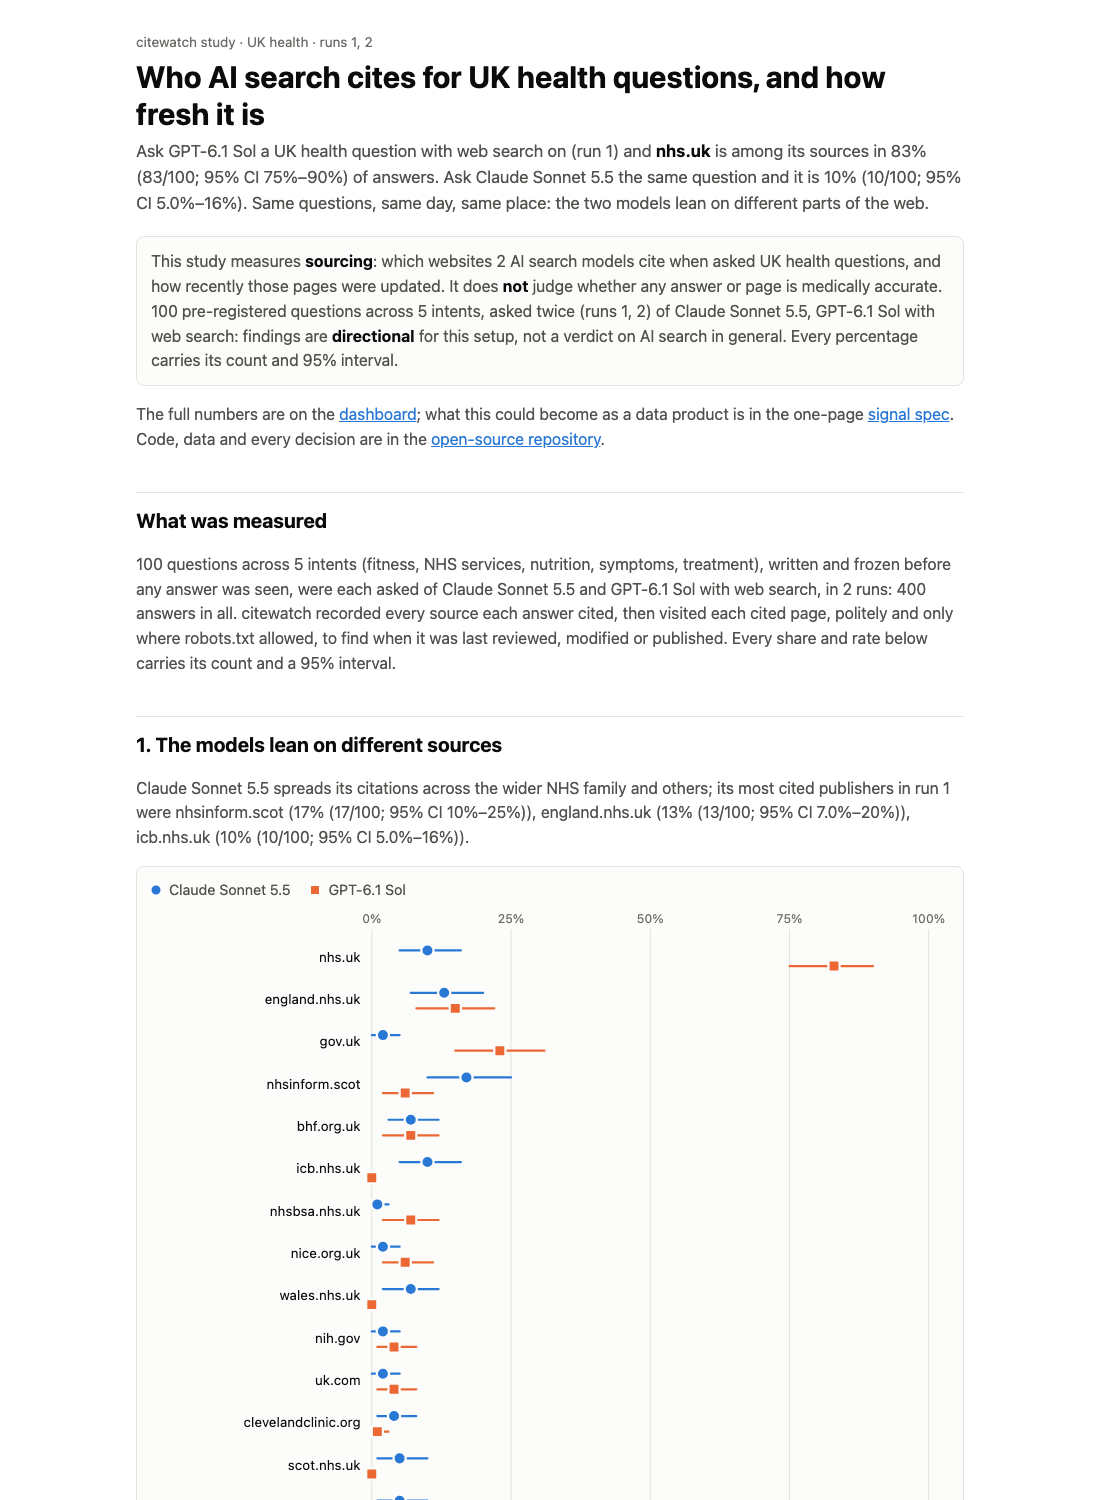 citewatch study · UK health · runs 1, 2
Who AI search cites for UK health questions, and how
fresh it is
Ask GPT-6.1 Sol a UK health question with web search on (run 1) and nhs.uk is among its sources in 83%
(83/100; 95% CI 75%–90%) of answers. Ask Claude Sonnet 5.5 the same question and it is 10% (10/100; 95%
CI 5.0%–16%). Same questions, same day, same place: the two models lean on different parts of the web.
This study measures sourcing: which websites 2 AI search models cite when asked UK health questions, and
how recently those pages were updated. It does not judge whether any answer or page is medically accurate.
100 pre-registered questions across 5 intents, asked twice (runs 1, 2) of Claude Sonnet 5.5, GPT-6.1 Sol with
web search: findings are directional for this setup, not a verdict on AI search in general. Every percentage
carries its count and 95% interval.
The full numbers are on the dashboard; what this could become as a data product is in the one-page signal spec.
Code, data and every decision are in the open-source repository.
What was measured
100 questions across 5 intents (fitness, NHS services, nutrition, symptoms, treatment), written and frozen before
any answer was seen, were each asked of Claude Sonnet 5.5 and GPT-6.1 Sol with web search, in 2 runs: 400
answers in all. citewatch recorded every source each answer cited, then visited each cited page, politely and only
where robots.txt allowed, to find when it was last reviewed, modified or published. Every share and rate below
carries its count and a 95% interval.
1. The models lean on different sources
Claude Sonnet 5.5 spreads its citations across the wider NHS family and others; its most cited publishers in run 1
were nhsinform.scot (17% (17/100; 95% CI 10%–25%)), england.nhs.uk (13% (13/100; 95% CI 7.0%–20%)),
icb.nhs.uk (10% (10/100; 95% CI 5.0%–16%)).
Claude Sonnet 5.5 GPT-6.1 Sol
0% 25% 50% 75% 100%
nhs.uk
england.nhs.uk
gov.uk
nhsinform.scot
bhf.org.uk
icb.nhs.uk
nhsbsa.nhs.uk
nice.org.uk
wales.nhs.uk
nih.gov
uk.com
clevelandclinic.org
scot.nhs.uk